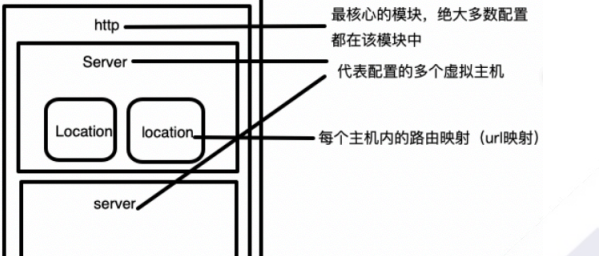 http
最核心的模块，绝大多数配置
都在该模块中
Server
代表配置的多个虚拟主机
Location
location
每个主机内的路由映射（url映射）
server